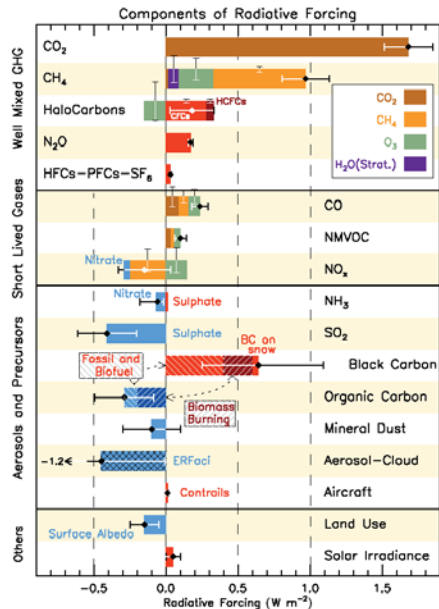 Components of Radiative Forcing
Well Mixed GHG
CO₂
CH₄
HaloCarbons
HCFCs
CFCs
N₂O
HFCs-PFCs-SF₆
CO₂
CH₄
O₃
H₂O(Strat.)
Short Lived Gases
CO
NMVOC
Nitrate
NOₓ
Aerosols and Precursors
Nitrate
Sulphate
NH₃
Sulphate
SO₂
BC on
snow
Fossil and
Biofuel
Black Carbon
Organic Carbon
Biomass
Burning
Mineral Dust
-1.2€
ERFaci
Aerosol-Cloud
Contrails
Aircraft
Others
Surface Albedo
Land Use
Solar Irradiance
-0.5
0.0
0.5
1.0
1.5
Radiative Forcing (W m⁻²)